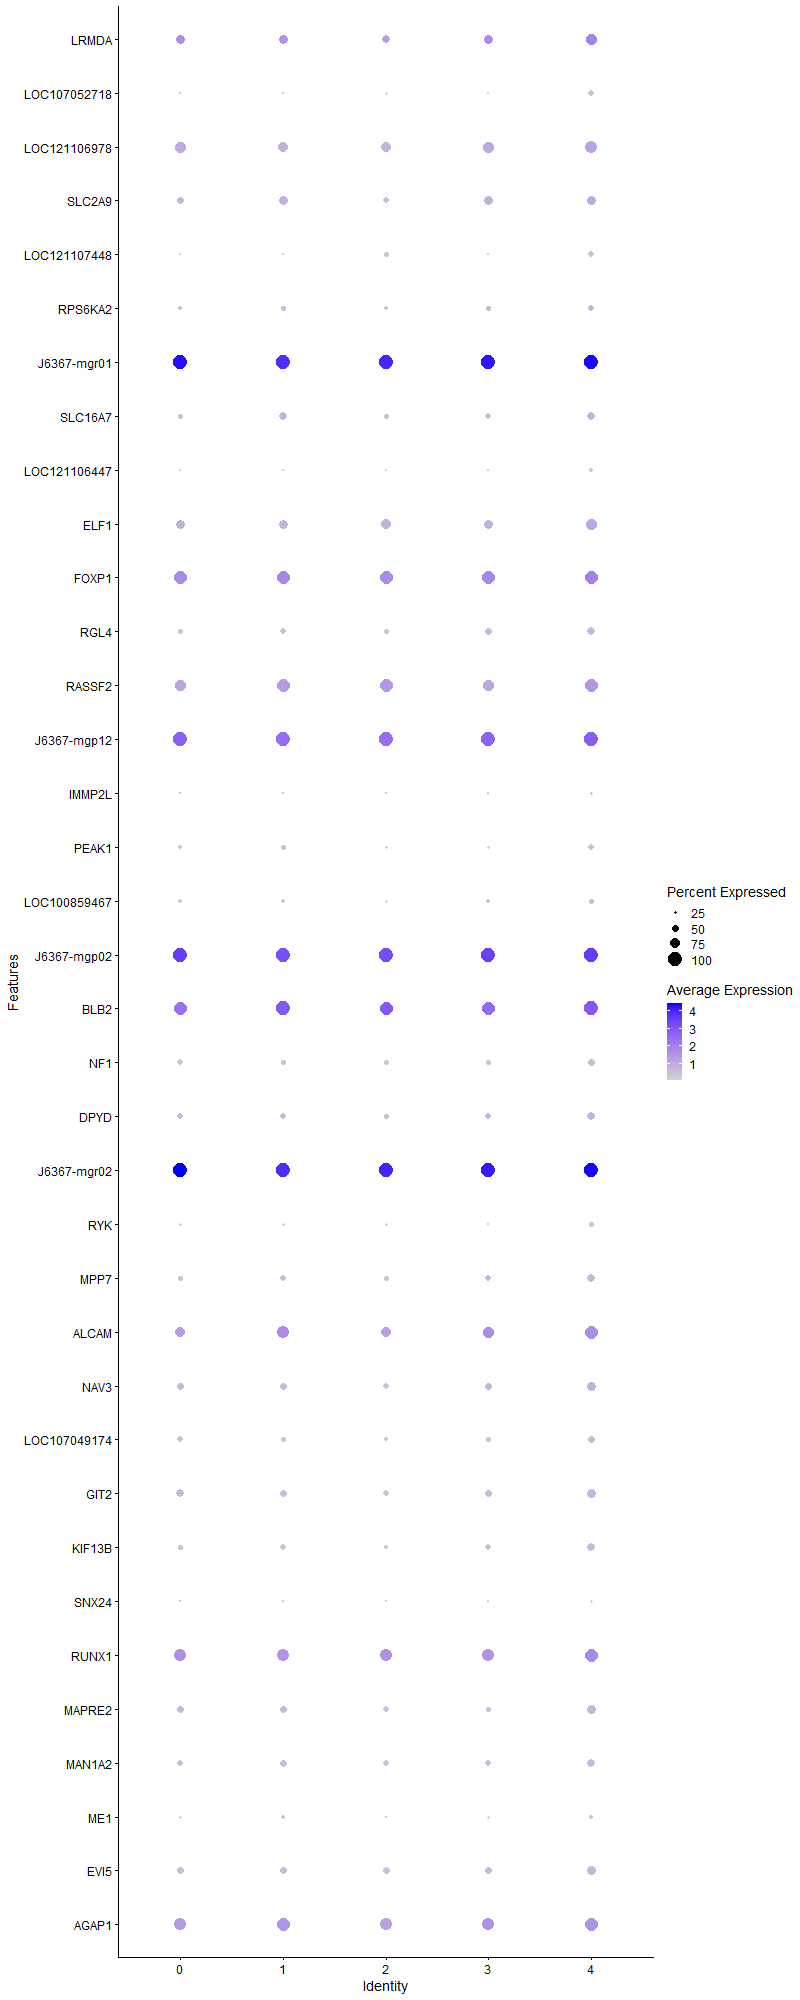 LRMDA
LOC107052718
LOC121106978
SLC2A9
LOC121107448
RPS6KA2
J6367-mgr01
SLC16A7
LOC121106447
ELF1
FOXP1
RGL4
RASSF2
J6367-mgp12
IMMP2L
PEAK1
LOC100859467
J6367-mgp02
BLB2
NF1
DPYD
J6367-mgr02
RYK
MPP7
ALCAM
NAV3
LOC107049174
GIT2
KIF13B
SNX24
RUNX1
MAPRE2
MAN1A2
ME1
EVI5
AGAP1
Features
0 1 2 3 4
Identity
Percent Expressed
25
50
75
100
Average Expression
4
3
2
1